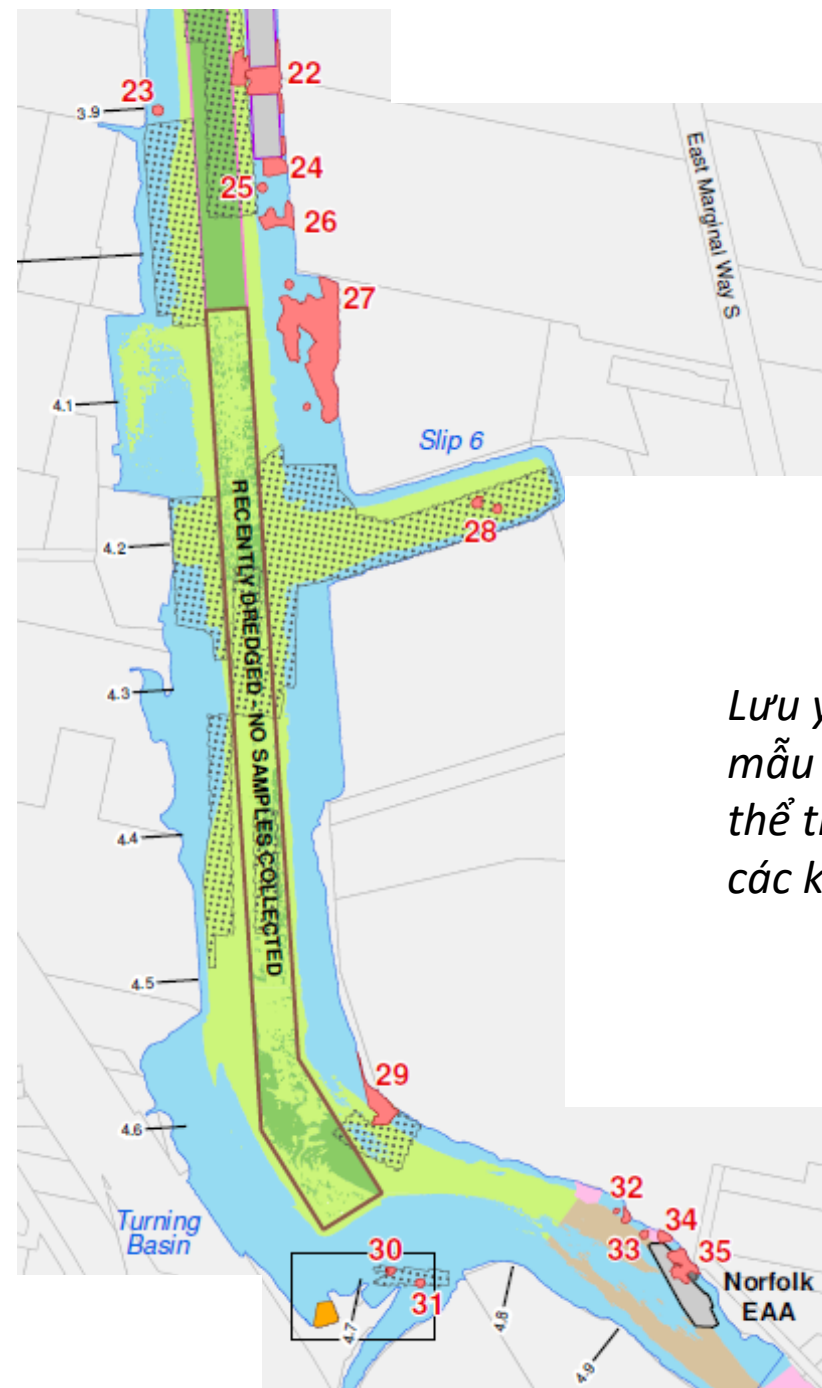 22
23
3.9
24
25
26
East Marginal Way S
27
4.1
Slip 6
28
4.2
RECENTLY DREDGED - NO SAMPLES COLLECTED
4.3
Lưu
mẫu
4.4
các
4.5
29
4.6
Turning
Basin
32
34
33
35
30
31
Norfolk
EAA
4.7
4.8
4.9